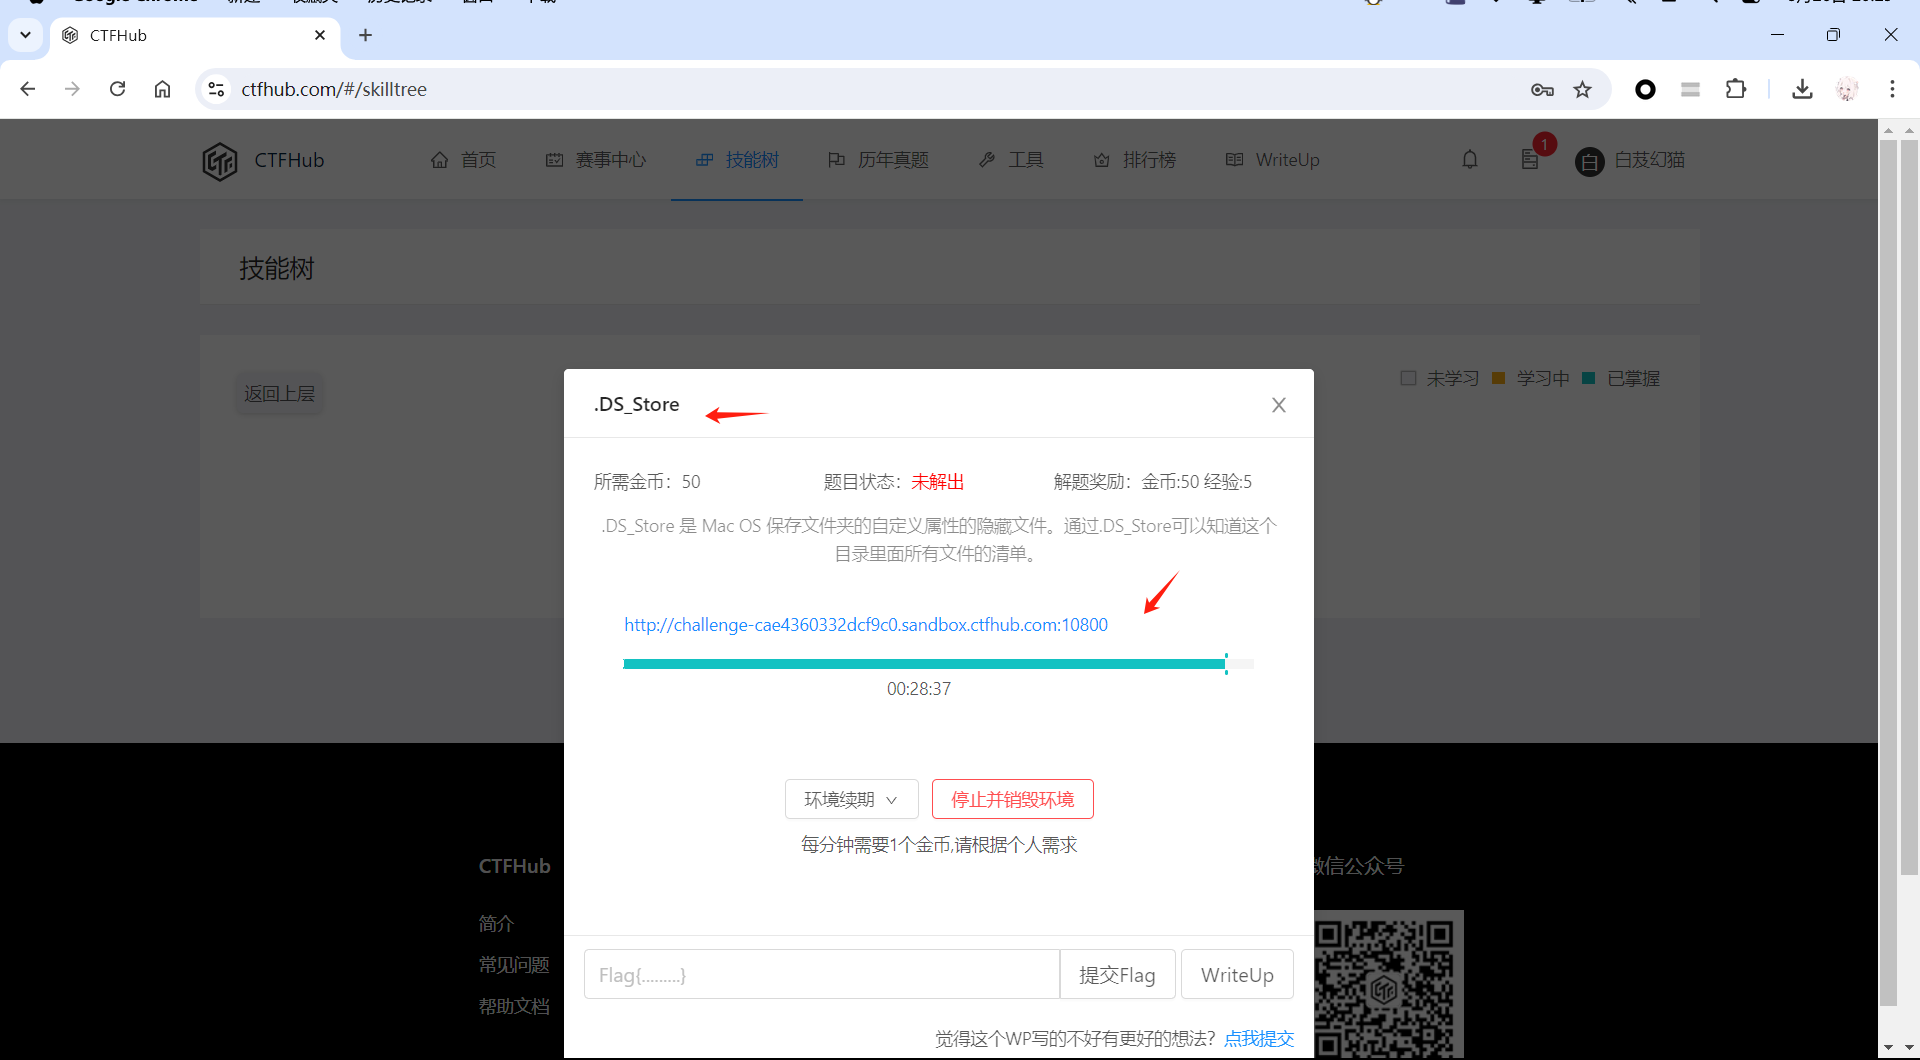 CTFHub
ctfhub.com/#/skilltree
CTFHub
首页
赛事中心
技能树
历年真题
工具
排行榜
WriteUp
1
白
白芨幻猫
技能树
返回上层
未学习
学习中
已掌握
.DS_Store
所需金币：50
题目状态：未解出
解题奖励：金币:50 经验:5
.DS_Store 是 Mac OS 保存文件夹的自定义属性的隐藏文件。通过.DS_Store可以知道这个
目录里面所有文件的清单。
http://challenge-cae4360332dcf9c0.sandbox.ctfhub.com:10800
00:28:37
环境续期
停止并销毁环境
每分钟需要1个金币,请根据个人需求
CTFHub
微信公众号
简介
常见问题
帮助文档
Flag{.........}
提交Flag
WriteUp
觉得这个WP写的不好有更好的想法？点我提交